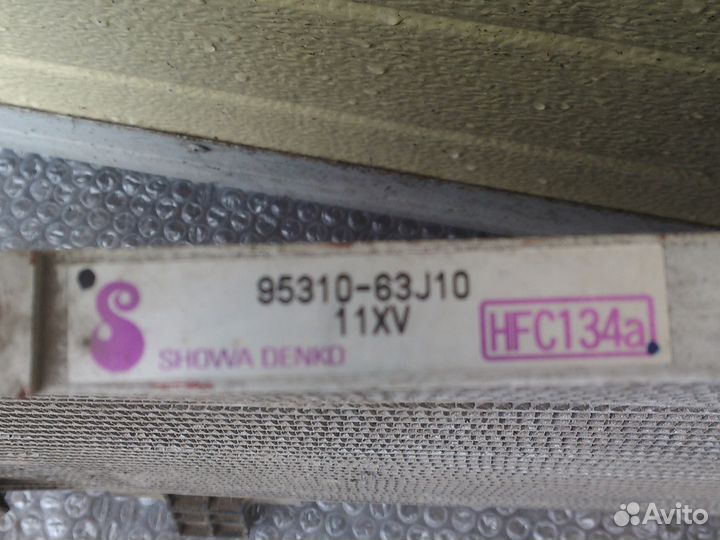 95310-63J10
11XV
HFC134a
SHOWA DENKO
Avito